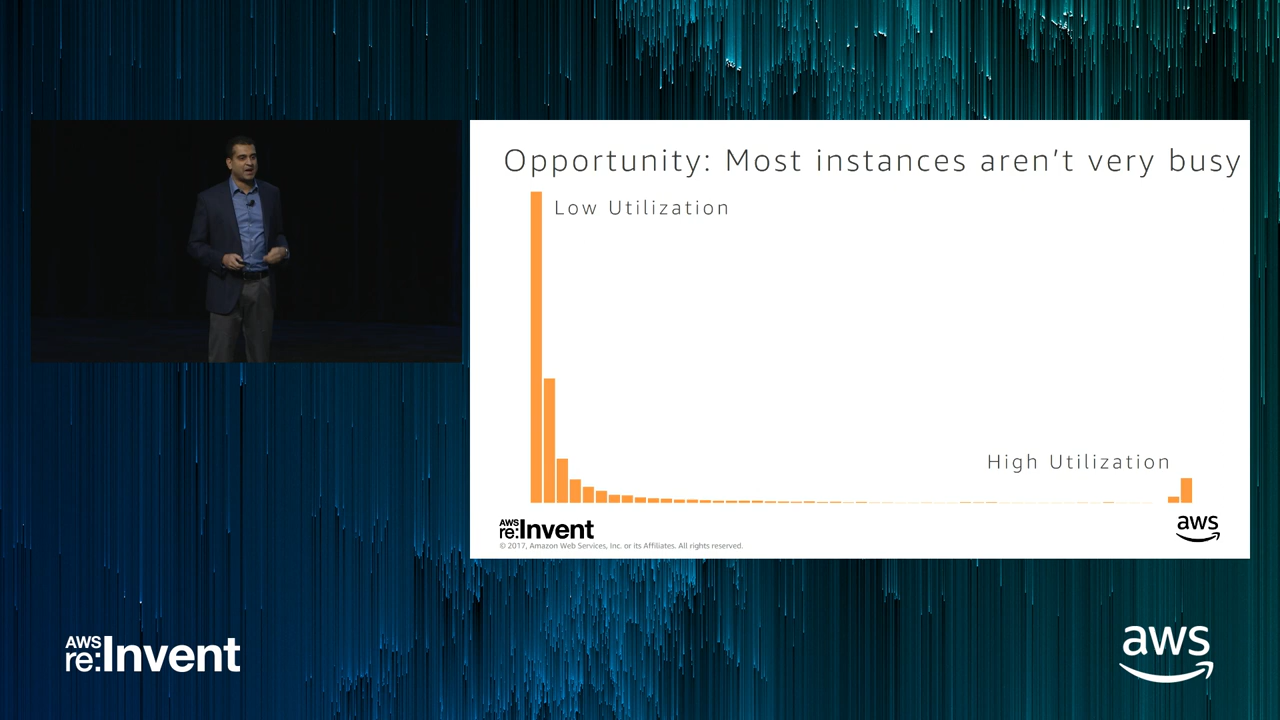 Opportunity: Most instances aren't very busy
Low Utilization
High Utilization
AWS
re:Invent
© 2017, Amazon Web Services, Inc. or its Affiliates. All rights reserved.
aws
AWS
re:Invent
aws